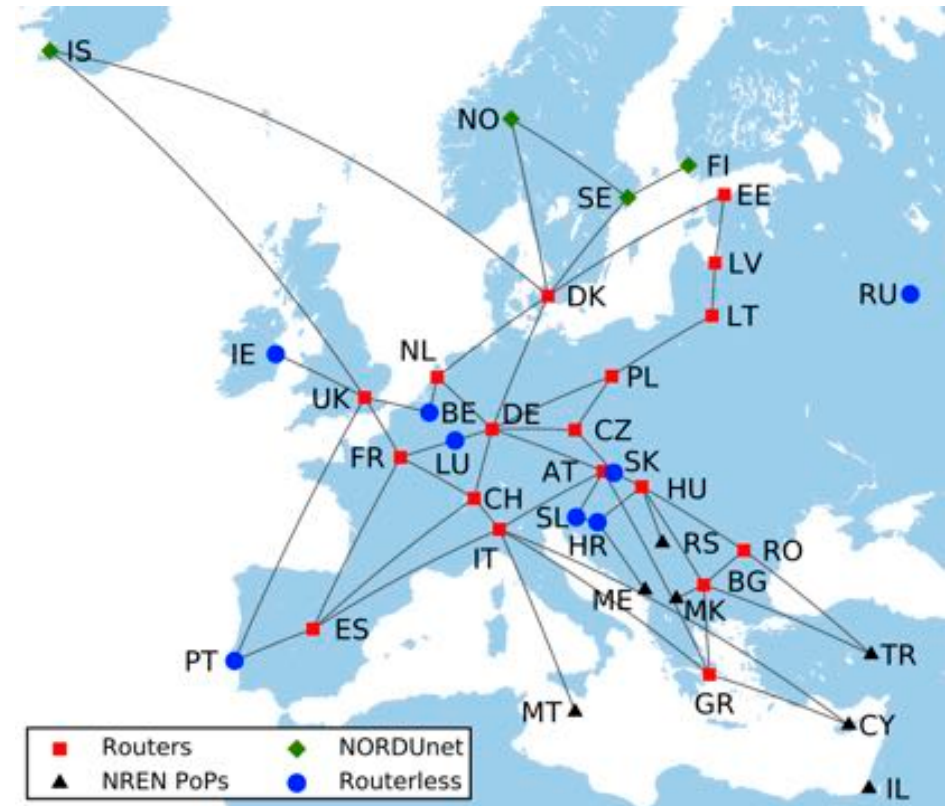 IS
NO
FI
SE
EE
LV
DK
RU
LT
IE
NL
PL
UK
BE
DE
CZ
FR
LU
AT
SK
CH
HU
SL
HR
RS
RO
IT
BG
ME
MK
ES
PT
TR
GR
MT
CY
Routers
NORDUnet
NREN PoPs
Routerless
IL